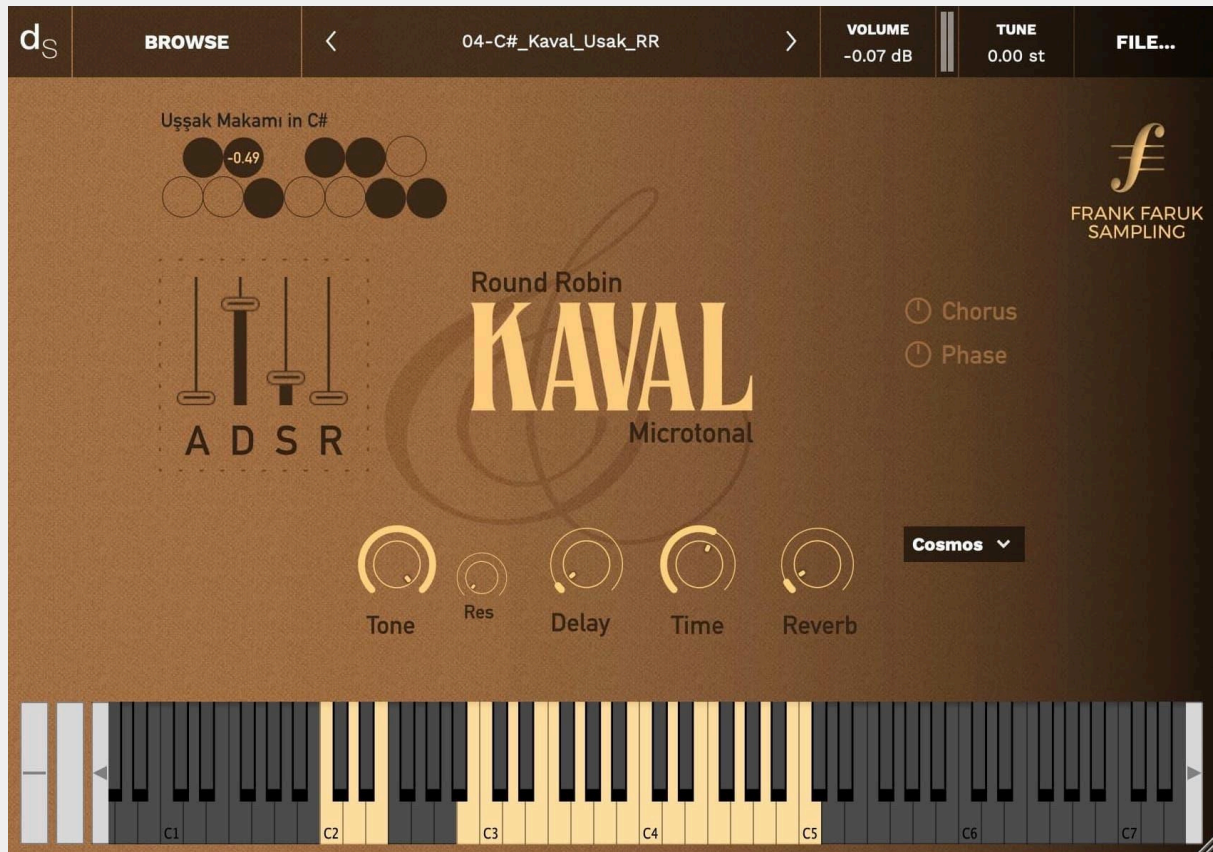 dS
BROWSE
04-C#_Kaval_Usak_RR
VOLUME
-0.07 dB
TUNE
0.00 st
FILE...
Uşşak Makamı in C#
-0.49
FRANK FARUK
SAMPLING
Round Robin
KAVAL
Microtonal
Chorus
Phase
A D S R
Cosmos
Tone
Res
Delay
Time
Reverb
C1
C2
C3
C4
C5
C6
C7